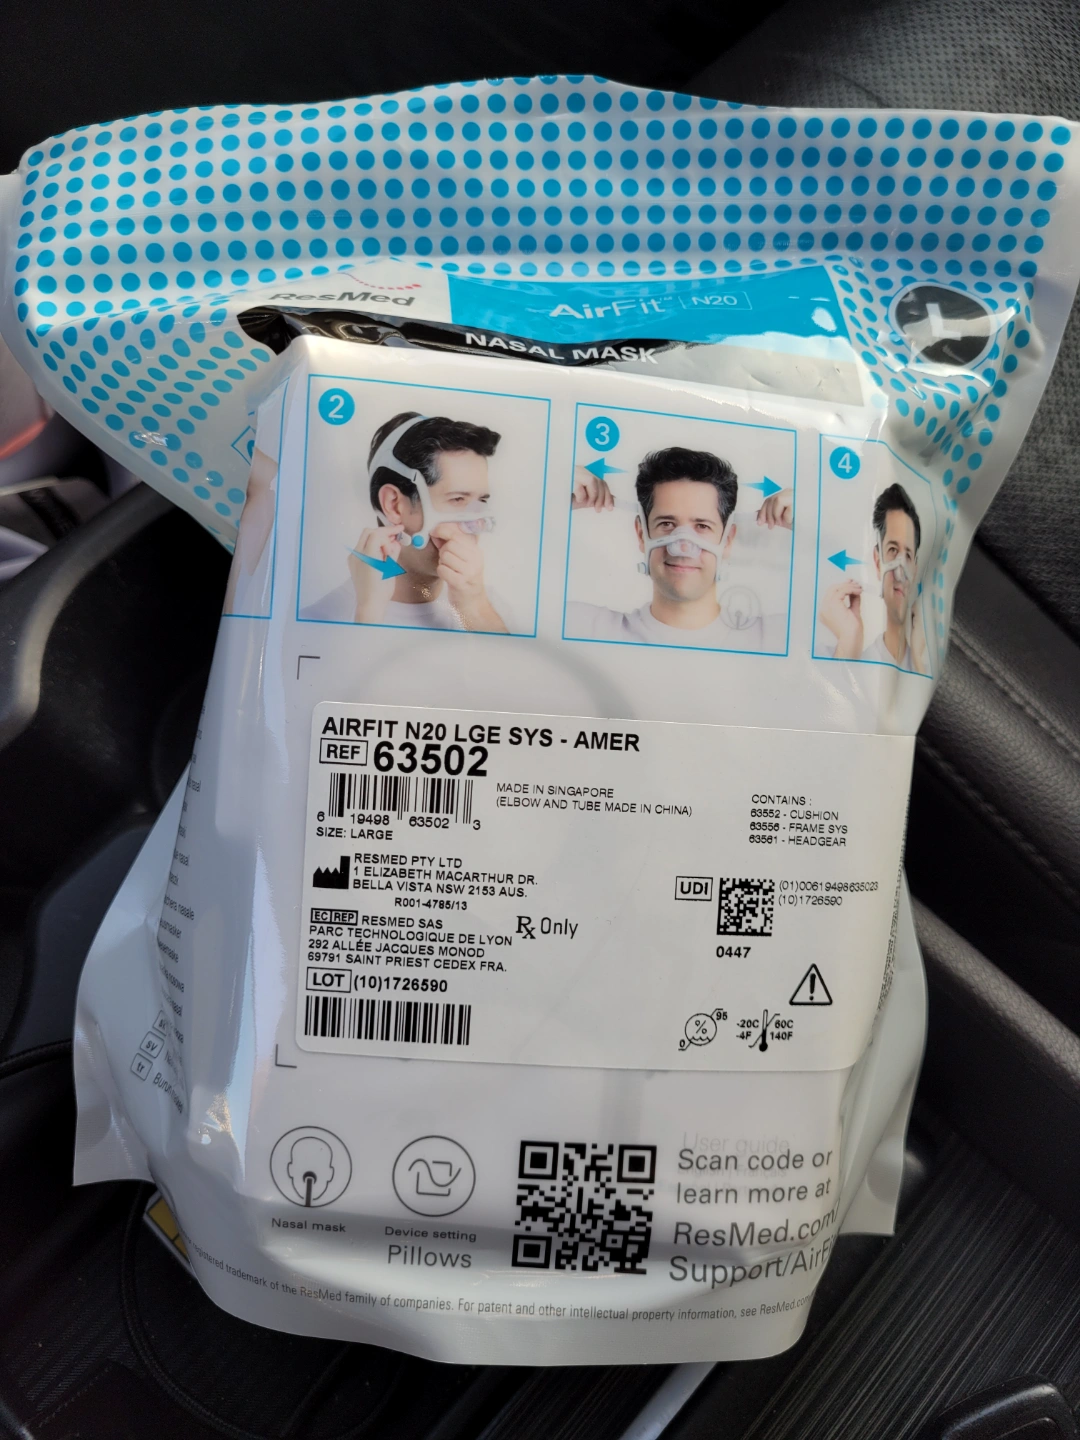 ResMed
AirFit™ N20
L
NASAL MASK
2
3
4
AIRFIT N20 LGE SYS - AMER
REF 63502
6 19498 63502 3
SIZE: LARGE
MADE IN SINGAPORE
(ELBOW AND TUBE MADE IN CHINA)
CONTAINS :
63552 - CUSHION
63556 - FRAME SYS
63561 - HEADGEAR
RESMED PTY LTD
1 ELIZABETH MACARTHUR DR.
BELLA VISTA NSW 2153 AUS.
R001-4785/13
EC REP RESMED SAS
PARC TECHNOLOGIQUE DE LYON
292 ALLÉE JACQUES MONOD
69791 SAINT PRIEST CEDEX FRA.
Rx Only
UDI
(01)00619498635023
(10)1726590
0447
LOT (10)1726590
0 % 95
-20C 60C
-4F 140F
sv
tr
Nasal mask
Device setting
Pillows
User guide
Scan code or
learn more at
ResMed.com/
Support/AirFi
registered trademark of the ResMed family of companies. For patent and other intellectual property information, see ResMed.com